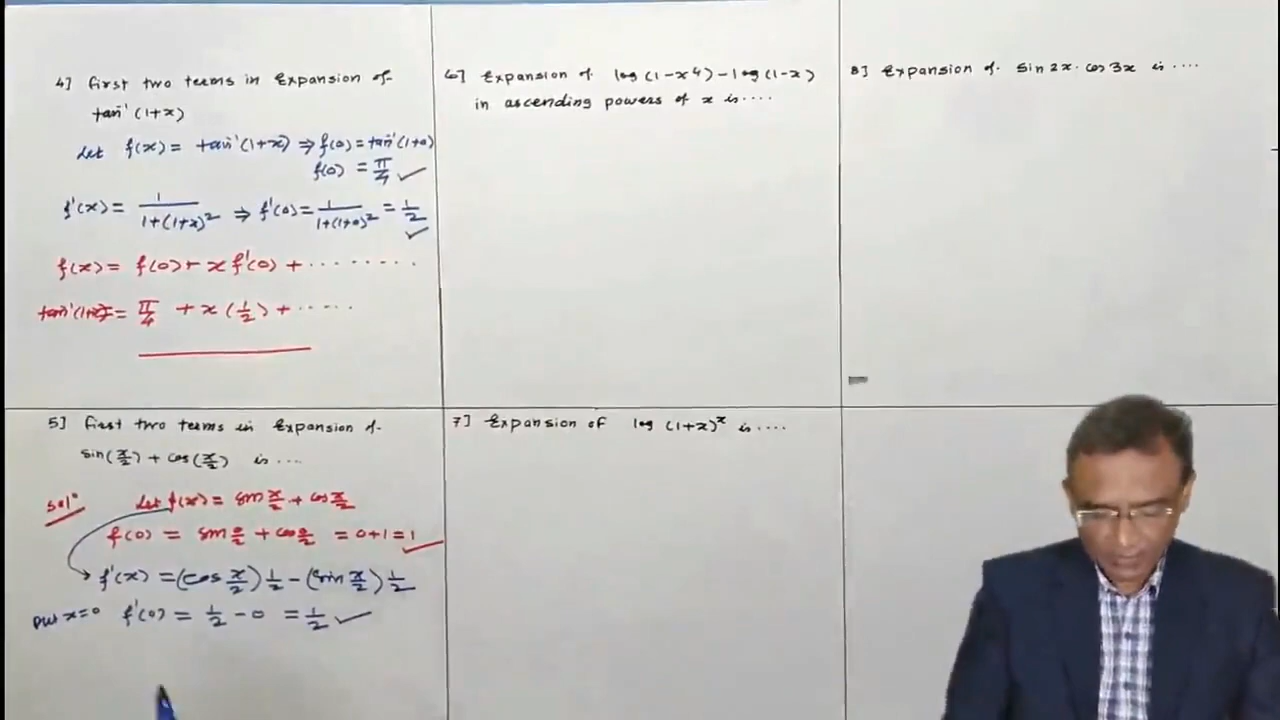 4] First two terms in Expansion of
tan⁻¹ (1+x)
Let f(x) = tan⁻¹(1+x) ⇒ f(0) = tan⁻¹(1+0)
f(0) = π/4 ✓
f'(x) = 1/(1+(1+x)²) ⇒ f'(0) = 1/(1+(1+0)²) = 1/2 ✓
f(x) = f(0) + x f'(0) + ........
tan⁻¹(1+x) = π/4 + x (1/2) + .....
5] First two terms in Expansion of
sin(x/2) + cos(x/2) is ...
solⁿ Let f(x) = sin x/2 + cos x/2
f(0) = sin 0/2 + cos 0/2 = 0+1 = 1 ✓
f'(x) = (cos x/2) 1/2 − (sin x/2) 1/2
put x=0 f'(0) = 1/2 − 0 = 1/2 ✓
6] Expansion of log (1−x⁴) − log (1−x)
in ascending powers of x is ....
7] Expansion of log (1+x)ˣ is ....
8] Expansion of sin 2x · cos 3x is ....